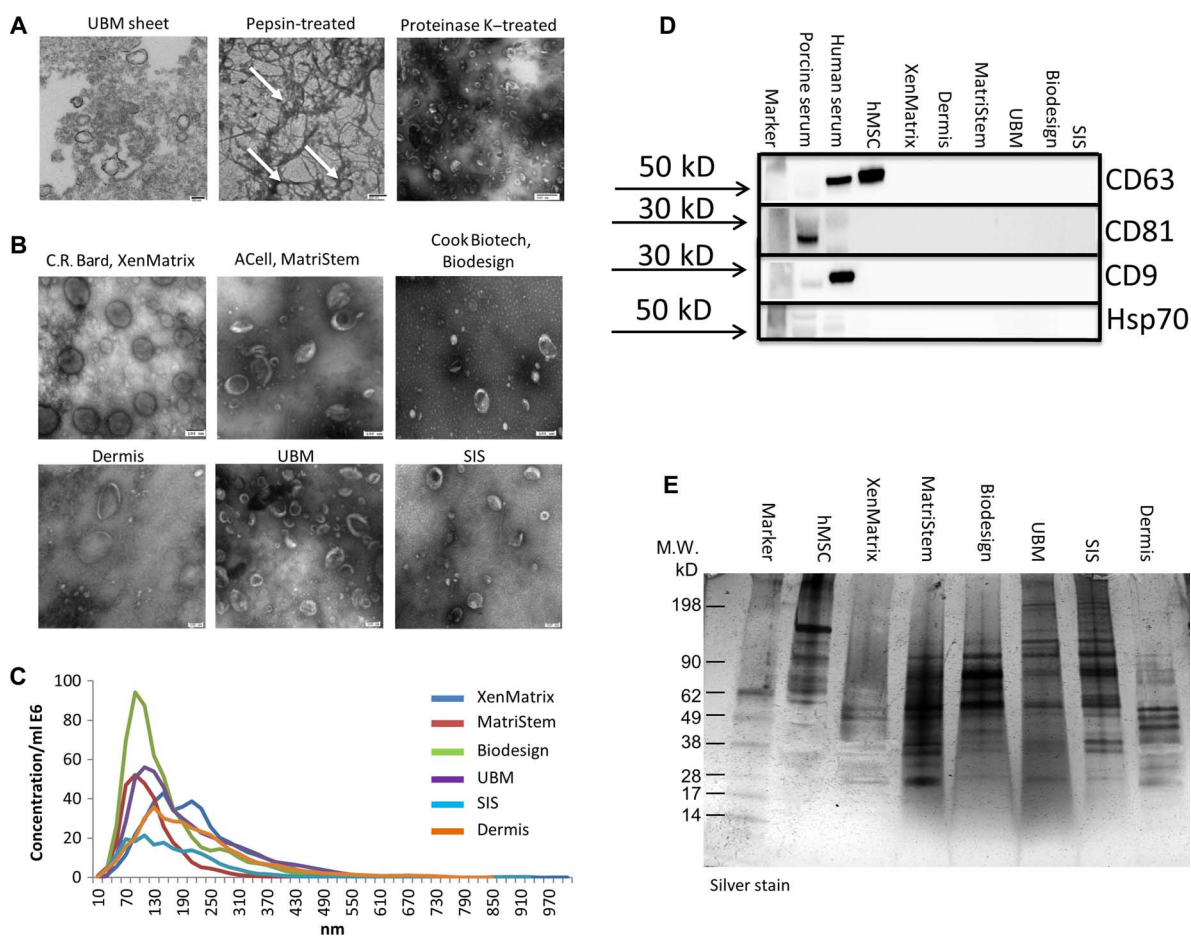 A
UBM sheet
Pepsin-treated
Proteinase K–treated
B
C.R. Bard, XenMatrix
ACell, MatriStem
Cook Biotech,
Biodesign
Dermis
UBM
SIS
C
Concentration/ml E6
100
80
60
40
20
0
10
70
130
190
250
310
370
430
490
550
610
670
730
790
850
910
970
nm
XenMatrix
MatriStem
Biodesign
UBM
SIS
Dermis
D
Marker
Porcine serum
Human serum
hMSC
XenMatrix
Dermis
MatriStem
UBM
Biodesign
SIS
50 kD
CD63
30 kD
CD81
30 kD
CD9
50 kD
Hsp70
E
Marker
hMSC
XenMatrix
MatriStem
Biodesign
UBM
SIS
Dermis
M.W.
kD
198
90
62
49
38
28
17
14
Silver stain